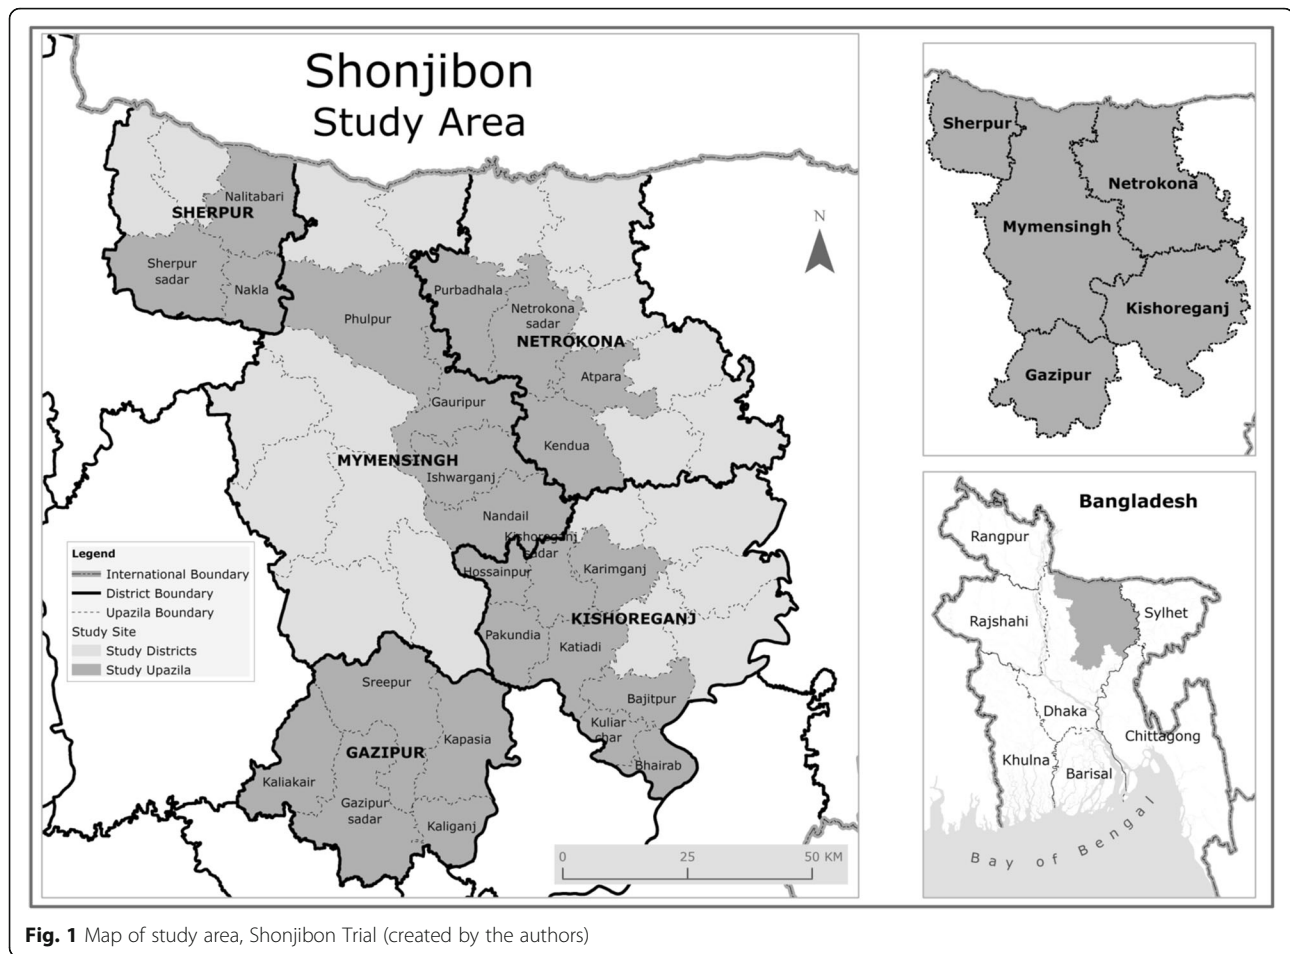 Shonjibon
Study Area
N
Nalitabari
SHERPUR
Sherpur
sadar
Nakla
Phulpur
Purbadhala
Netrokona
sadar
NETROKONA
Atpara
Gauripur
Kendua
MYMENSINGH
Ishwarganj
Nandail
Kishoreganj
sadar
Hossainpur
Karimganj
KISHOREGANJ
Pakundia
Katiadi
Sreepur
Bajitpur
Kuliar
char
Kapasia
GAZIPUR
Bhairab
Kaliakair
Gazipur
sadar
Kaliganj
Legend
International Boundary
District Boundary
Upazila Boundary
Study Site
Study Districts
Study Upazila
0 25 50 KM
Sherpur
Netrokona
Mymensingh
Kishoreganj
Gazipur
Bangladesh
Rangpur
Rajshahi
Sylhet
Dhaka
Chittagong
Khulna
Barisal
Bay of Bengal
Fig. 1 Map of study area, Shonjibon Trial (created by the authors)